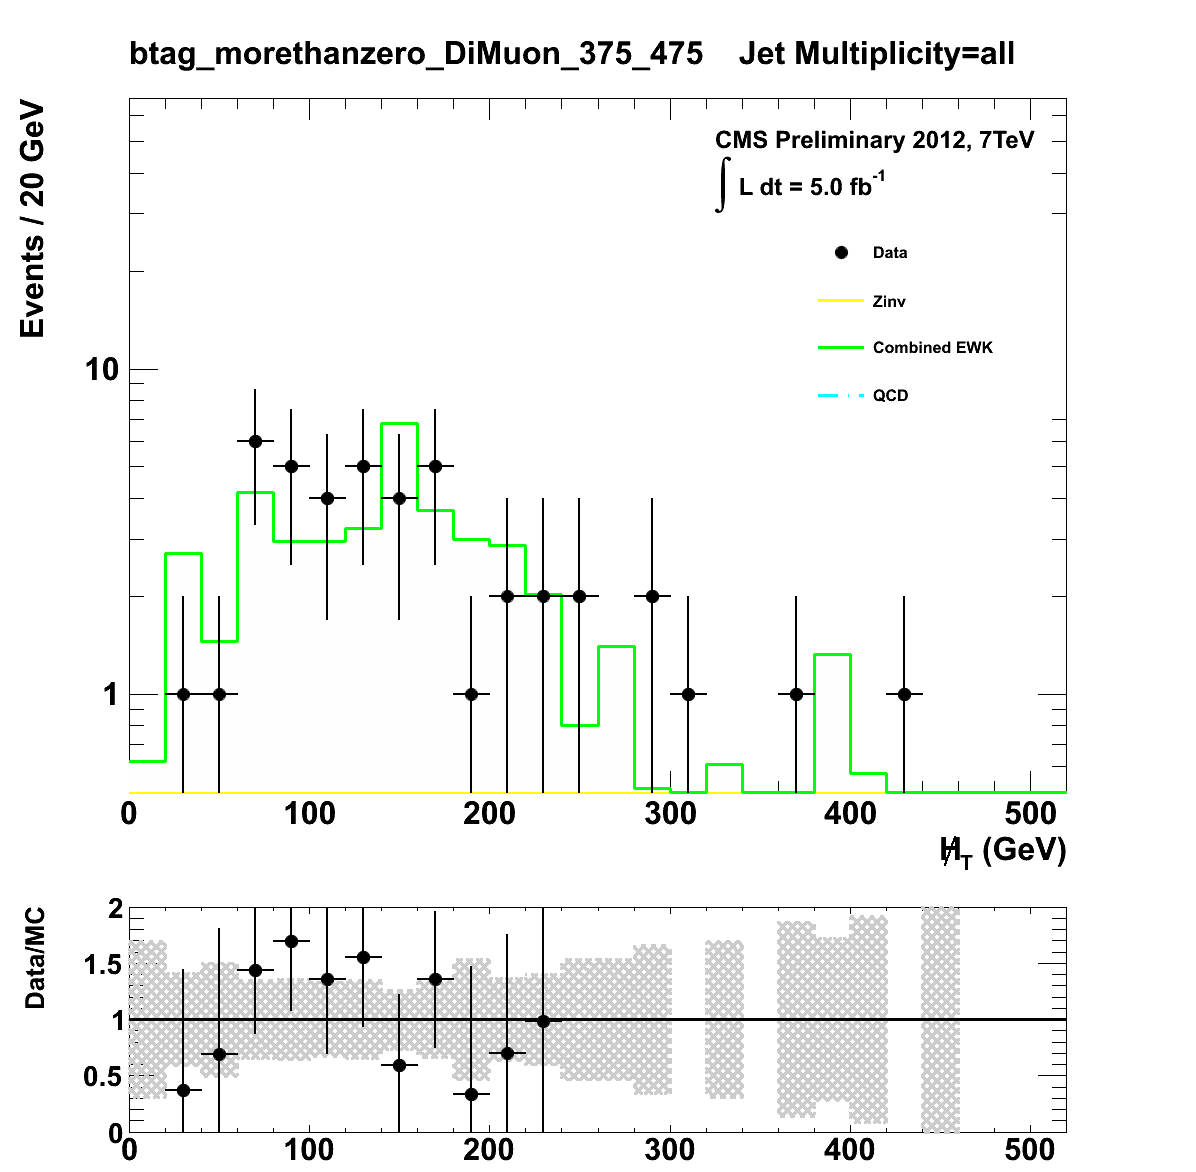 btag_morethanzero_DiMuon_375_475 Jet Multiplicity=all
Events / 20 GeV
CMS Preliminary 2012, 7TeV
∫ L dt = 5.0 fb⁻¹
Data
Zinv
Combined EWK
QCD
10
1
0 100 200 300 400 500
H̸_T (GeV)
Data/MC
2
1.5
1
0.5
0
0 100 200 300 400 500